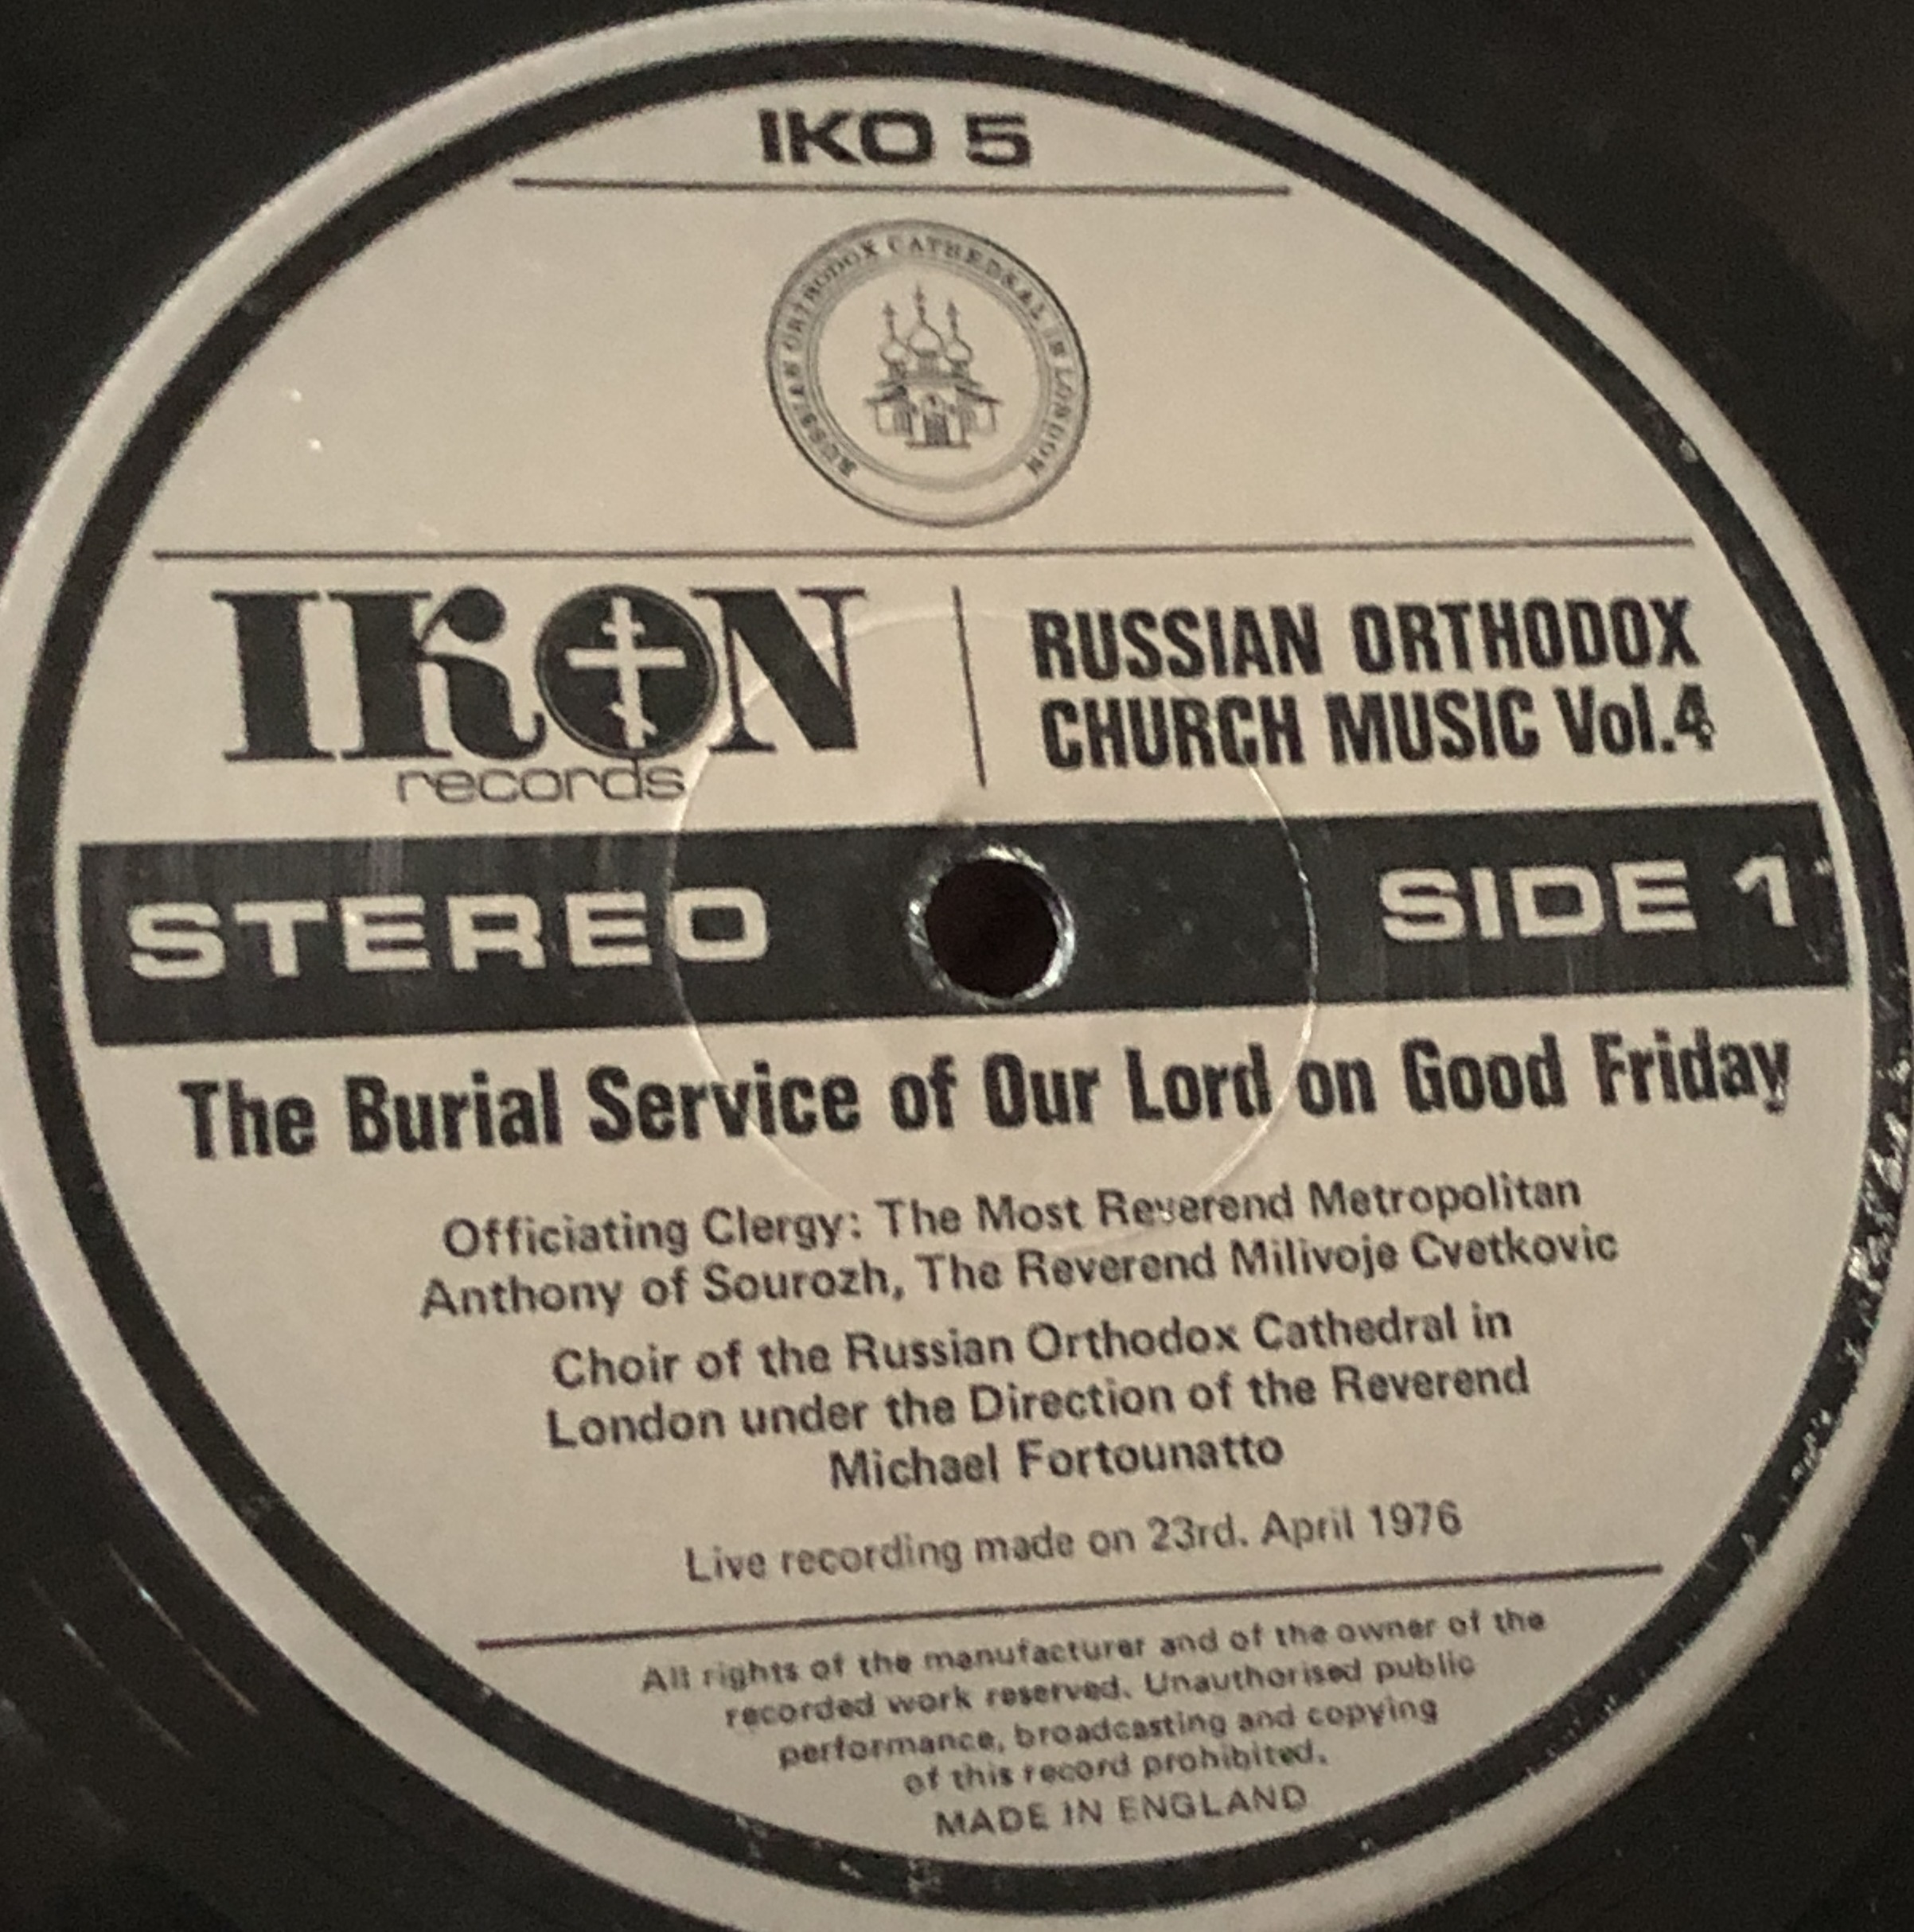 IKO 5
RUSSIAN ORTHODOX CATHEDRAL IN LONDON
IKON
records
RUSSIAN ORTHODOX
CHURCH MUSIC Vol.4
STEREO
SIDE 1
The Burial Service of Our Lord on Good Friday
Officiating Clergy: The Most Reverend Metropolitan
Anthony of Sourozh, The Reverend Milivoje Cvetkovic
Choir of the Russian Orthodox Cathedral in
London under the Direction of the Reverend
Michael Fortounatto
Live recording made on 23rd. April 1976
All rights of the manufacturer and of the owner of the
recorded work reserved. Unauthorised public
performance, broadcasting and copying
of this record prohibited.
MADE IN ENGLAND